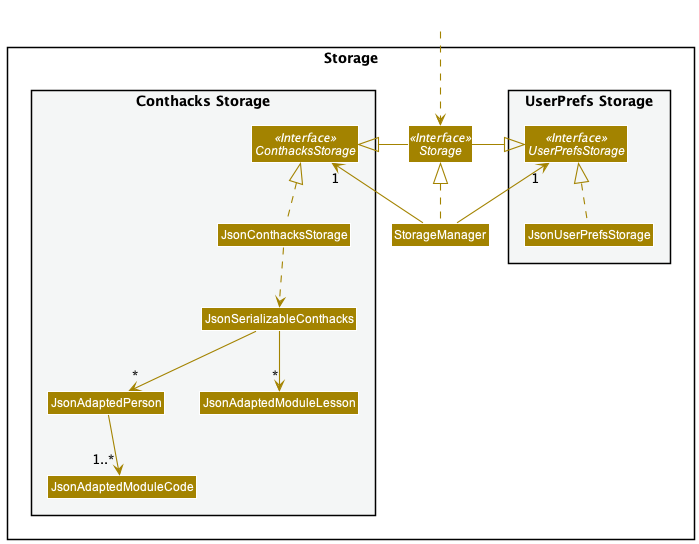 Storage
Conthacks Storage
UserPrefs Storage
«Interface»
ConthacksStorage
«Interface»
Storage
«Interface»
UserPrefsStorage
1
1
JsonConthacksStorage
StorageManager
JsonUserPrefsStorage
JsonSerializableConthacks
*
*
JsonAdaptedPerson
JsonAdaptedModuleLesson
1..*
JsonAdaptedModuleCode